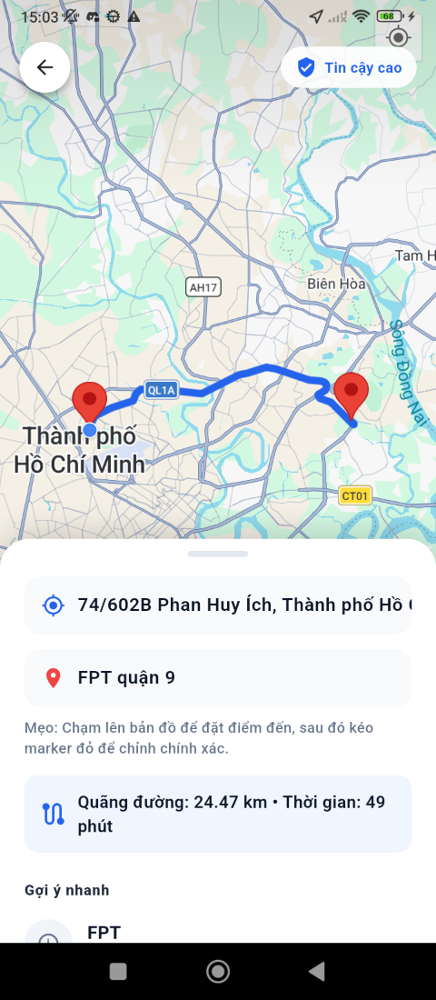 15:03
68
Tin cậy cao
Tam H
AH17
Biên Hòa
Sông Đồng Nai
QL1A
Thành phố
Hồ Chí Minh
CT01
74/602B Phan Huy Ích, Thành phố Hồ C
FPT quận 9
Mẹo: Chạm lên bản đồ để đặt điểm đến, sau đó kéo
marker đỏ để chỉnh chính xác.
Quãng đường: 24.47 km • Thời gian: 49
phút
Gợi ý nhanh
FPT